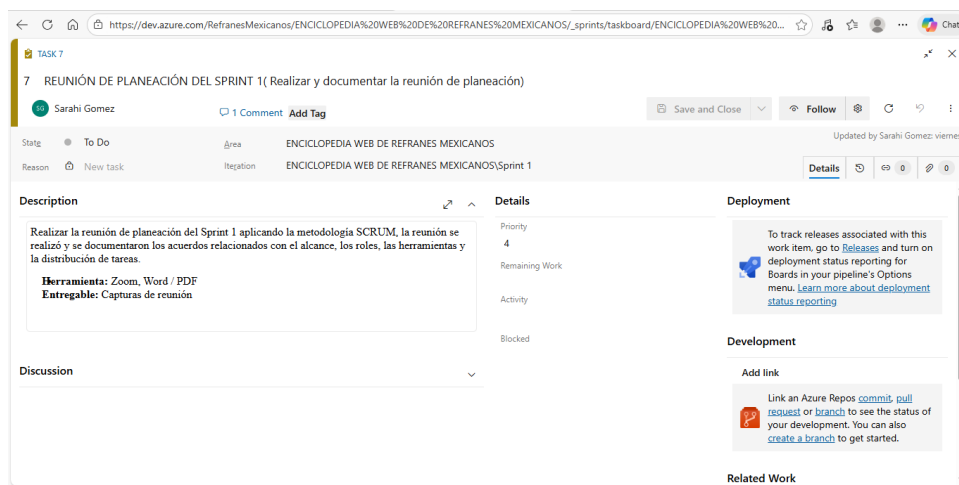 https://dev.azure.com/RefranesMexicanos/ENCICLOPEDIA%20WEB%20DE%20REFRANES%20MEXICANOS/_sprints/taskboard/ENCICLOPEDIA%20WEB%20...
Chat
TASK 7
7 REUNIÓN DE PLANEACIÓN DEL SPRINT 1( Realizar y documentar la reunión de planeación)
SG Sarahi Gomez
1 Comment Add Tag
Save and Close
Follow
State To Do
Area ENCICLOPEDIA WEB DE REFRANES MEXICANOS
Updated by Sarahi Gomez: viernes
Reason New task
Iteration ENCICLOPEDIA WEB DE REFRANES MEXICANOS\Sprint 1
Details
0
0
Description
Realizar la reunión de planeación del Sprint 1 aplicando la metodología SCRUM, la reunión se
realizó y se documentaron los acuerdos relacionados con el alcance, los roles, las herramientas y
la distribución de tareas.
Herramienta: Zoom, Word / PDF
Entregable: Capturas de reunión
Discussion
Details
Priority
4
Remaining Work
Activity
Blocked
Deployment
To track releases associated with this
work item, go to Releases and turn on
deployment status reporting for
Boards in your pipeline's Options
menu. Learn more about deployment
status reporting
Development
Add link
Link an Azure Repos commit, pull
request or branch to see the status of
your development. You can also
create a branch to get started.
Related Work